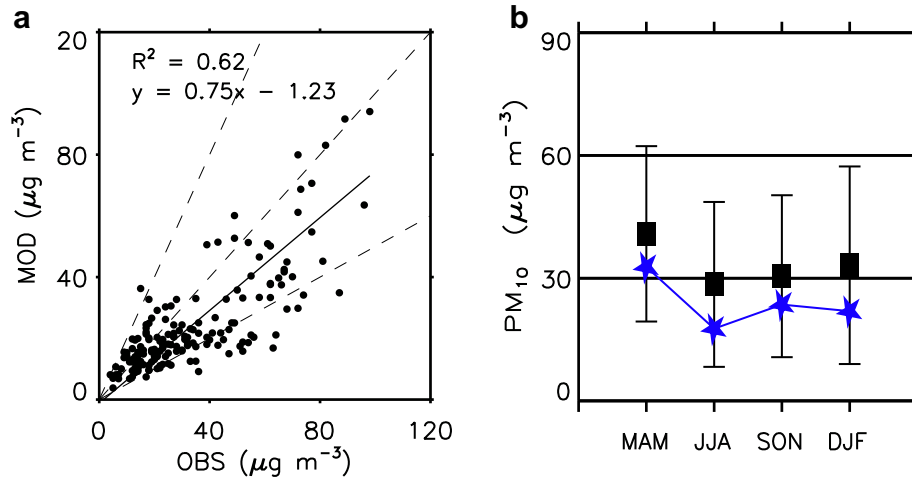 a
b
20
R² = 0.62
y = 0.75x − 1.23
80
40
0
MOD (μg m⁻³)
0 40 80 120
OBS (μg m⁻³)
90
60
30
0
PM₁₀ (μg m⁻³)
MAM JJA SON DJF